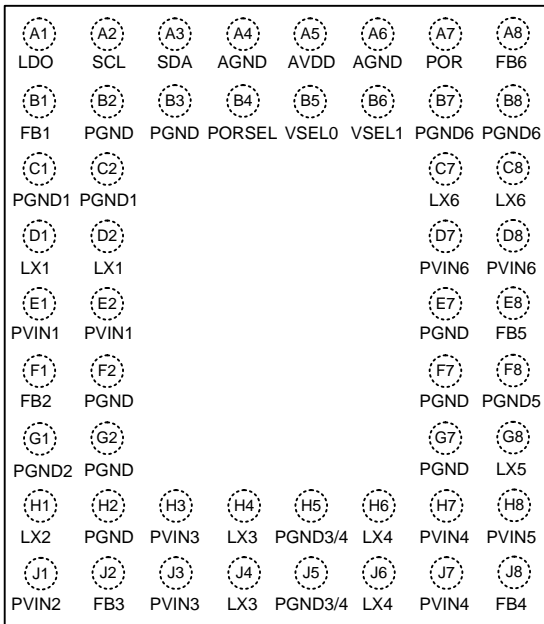 A1 A2 A3 A4 A5 A6 A7 A8
LDO SCL SDA AGND AVDD AGND POR FB6
B1 B2 B3 B4 B5 B6 B7 B8
FB1 PGND PGND PORSEL VSEL0 VSEL1 PGND6 PGND6
C1 C2 C7 C8
PGND1 PGND1 LX6 LX6
D1 D2 D7 D8
LX1 LX1 PVIN6 PVIN6
E1 E2 E7 E8
PVIN1 PVIN1 PGND FB5
F1 F2 F7 F8
FB2 PGND PGND PGND5
G1 G2 G7 G8
PGND2 PGND PGND LX5
H1 H2 H3 H4 H5 H6 H7 H8
LX2 PGND PVIN3 LX3 PGND3/4 LX4 PVIN4 PVIN5
J1 J2 J3 J4 J5 J6 J7 J8
PVIN2 FB3 PVIN3 LX3 PGND3/4 LX4 PVIN4 FB4